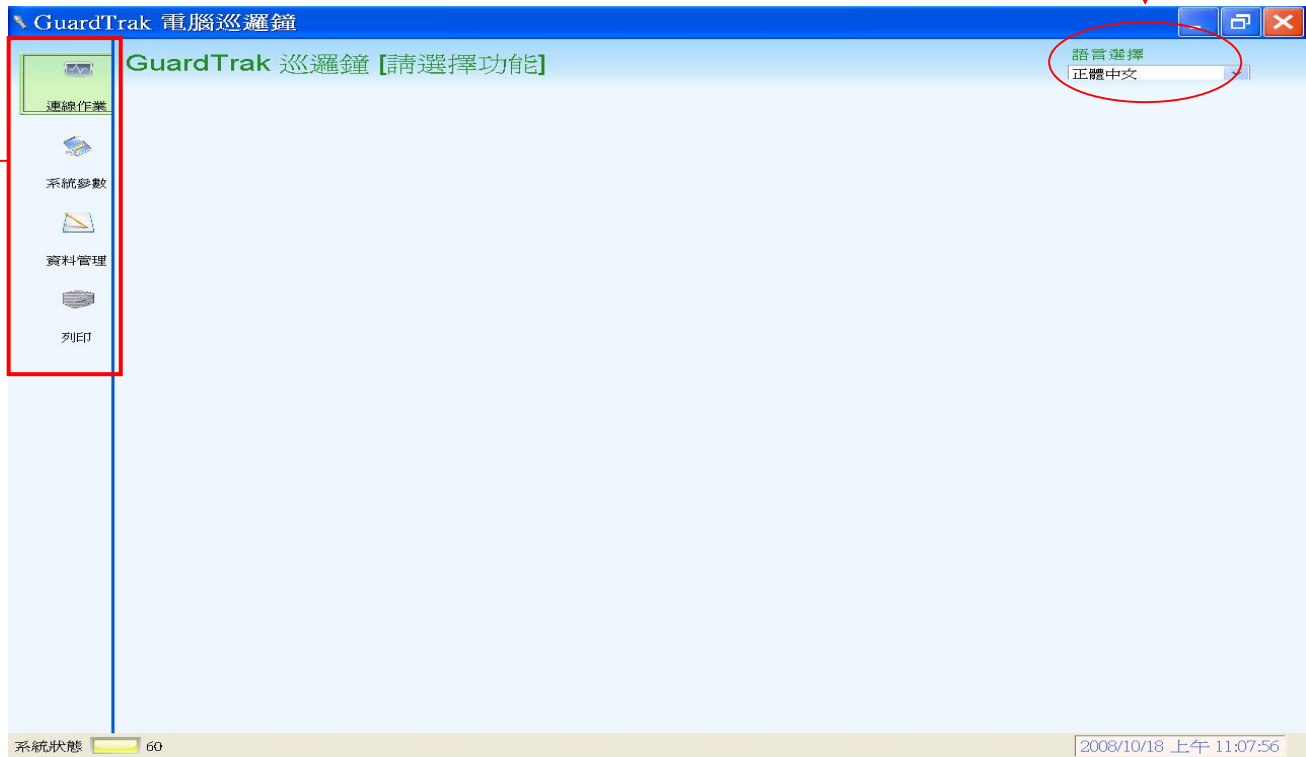 GuardTrak 電腦巡邏鐘
GuardTrak 巡邏鐘 [請選擇功能]
語言選擇
正體中文
連線作業
系統參數
資料管理
列印
系統狀態 60
2008/10/18 上午 11:07:56